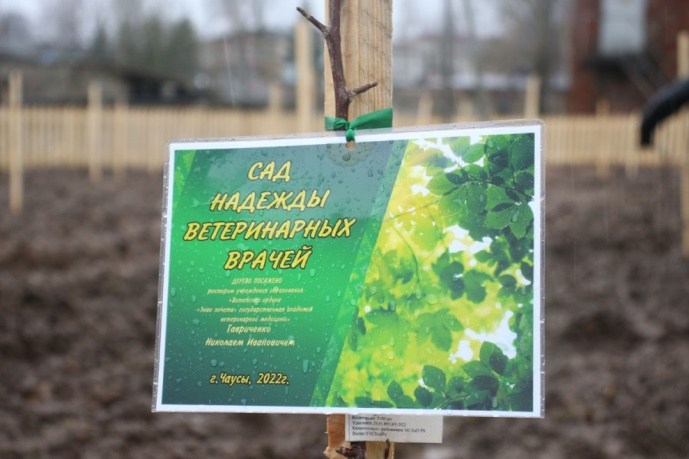 САД
НАДЕЖДЫ
ВЕТЕРИНАРНЫХ
ВРАЧЕЙ
ДЕРЕВО ПОСАЖЕНО
ректором учреждения образования
«Витебская ордена
«Знак почета» государственная академия
ветеринарной медицины»
Гавриченко
Николаем Ивановичем
г.Чаусы, 2022г.